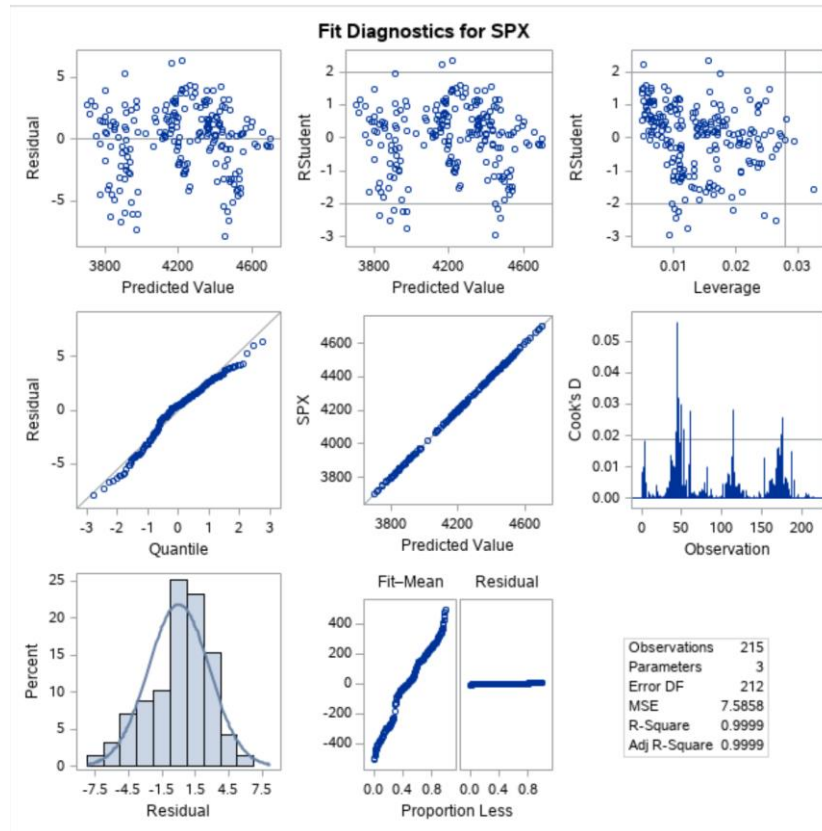 Fit Diagnostics for SPX
5
0
-5
Residual
3800 4200 4600
Predicted Value
2
1
0
-1
-2
-3
RStudent
3800 4200 4600
Predicted Value
2
1
0
-1
-2
-3
RStudent
0.01 0.02 0.03
Leverage
5
0
-5
Residual
-3 -2 -1 0 1 2 3
Quantile
4600
4400
4200
4000
3800
SPX
3800 4200 4600
Predicted Value
0.05
0.04
0.03
0.02
0.01
0.00
Cook's D
0 50 100 150 200
Observation
25
20
15
10
5
0
Percent
-7.5 -4.5 -1.5 1.5 4.5 7.5
Residual
Fit–Mean Residual
400
200
0
-200
-400
0.0 0.4 0.8 0.0 0.4 0.8
Proportion Less
Observations 215
Parameters 3
Error DF 212
MSE 7.5858
R-Square 0.9999
Adj R-Square 0.9999